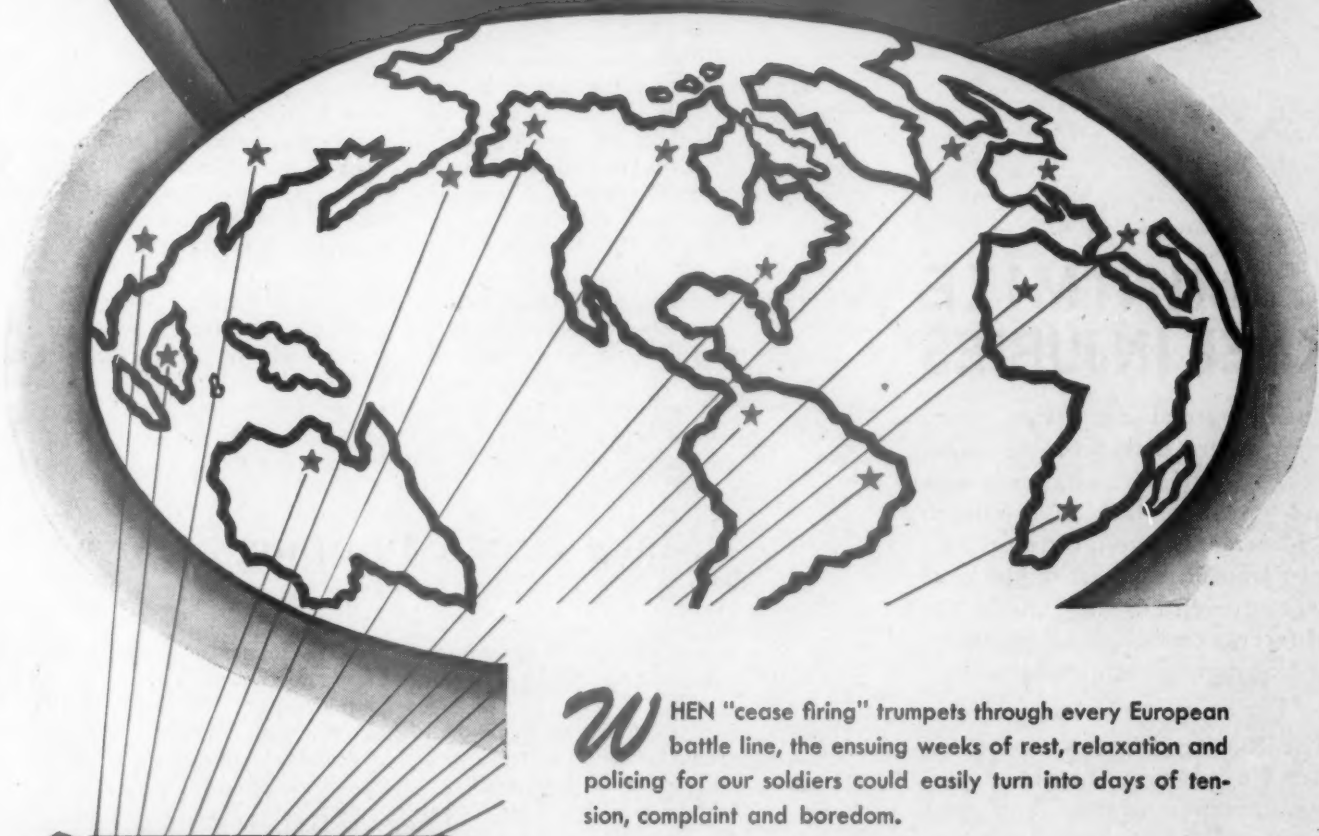 WHEN "cease firing" trumpets through every European
battle line, the ensuing weeks of rest, relaxation and
policing for our soldiers could easily turn into days of ten-
sion, complaint and boredom.